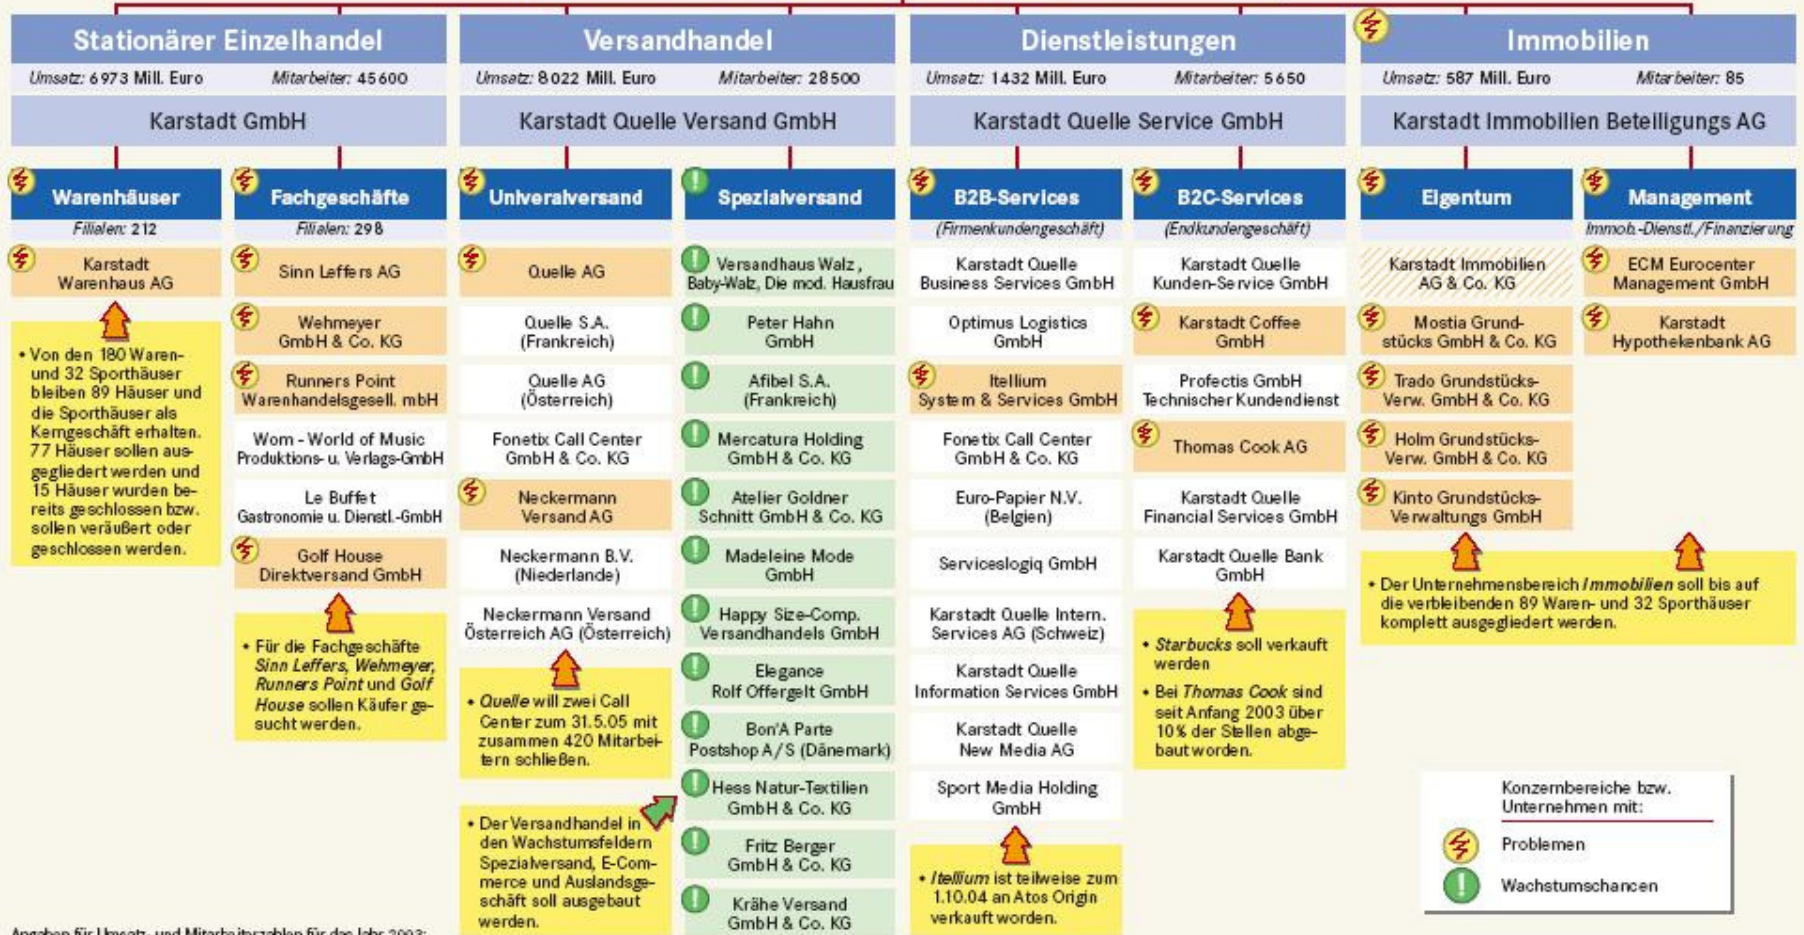 Stationärer Einzelhandel
Umsatz: 6973 Mill. Euro Mitarbeiter: 45600
Karstadt GmbH
Warenhäuser
Filialen: 212
Karstadt
Warenhaus AG
• Von den 180 Waren-
und 32 Sporthäuser
bleiben 89 Häuser und
die Sporthäuser als
Kerngeschäft erhalten.
77 Häuser sollen aus-
gegliedert werden und
15 Häuser wurden be-
reits geschlossen bzw.
sollen veräußert oder
geschlossen werden.
Fachgeschäfte
Filialen: 298
Sinn Leffers AG
Wehmeyer
GmbH & Co. KG
Runners Point
Warenhandelsgesell. mbH
Wom - World of Music
Produktions- u. Verlags-GmbH
Le Buffet
Gastronomie u. Dienstl.-GmbH
Golf House
Direktversand GmbH
• Für die Fachgeschäfte
Sinn Leffers, Wehmeyer,
Runners Point und Golf
House sollen Käufer ge-
sucht werden.
Versandhandel
Umsatz: 8022 Mill. Euro Mitarbeiter: 28500
Karstadt Quelle Versand GmbH
Univeralversand
Quelle AG
Quelle S.A.
(Frankreich)
Quelle AG
(Österreich)
Fonetix Call Center
GmbH & Co. KG
Neckermann
Versand AG
Neckermann B.V.
(Niederlande)
Neckermann Versand
Österreich AG (Österreich)
• Quelle will zwei Call
Center zum 31.5.05 mit
zusammen 420 Mitarbei-
tern schließen.
• Der Versandhandel in
den Wachstumsfeldern
Spezialversand, E-Com-
merce und Auslandsge-
schäft soll ausgebaut
werden.
Spezialversand
Versandhaus Walz,
Baby-Walz, Die mod. Hausfrau
Peter Hahn
GmbH
Afibel S.A.
(Frankreich)
Mercatura Holding
GmbH & Co. KG
Atelier Goldner
Schnitt GmbH & Co. KG
Madeleine Mode
GmbH
Happy Size-Comp.
Versandhandels GmbH
Elegance
Rolf Offergelt GmbH
Bon'A Parte
Postshop A/S (Dänemark)
Hess Natur-Textilien
GmbH & Co. KG
Fritz Berger
GmbH & Co. KG
Krähe Versand
GmbH & Co. KG
Dienstleistungen
Umsatz: 1432 Mill. Euro Mitarbeiter: 5650
Karstadt Quelle Service GmbH
B2B-Services
(Firmenkundengeschäft)
Karstadt Quelle
Business Services GmbH
Optimus Logistics
GmbH
Itellium
System & Services GmbH
Fonetix Call Center
GmbH & Co. KG
Euro-Papier N.V.
(Belgien)
Serviceslogiq GmbH
Karstadt Quelle Intern.
Services AG (Schweiz)
Karstadt Quelle
Information Services GmbH
Karstadt Quelle
New Media AG
Sport Media Holding
GmbH
• Itellium ist teilweise zum
1.10.04 an Atos Origin
verkauft worden.
B2C-Services
(Endkundengeschäft)
Karstadt Quelle
Kunden-Service GmbH
Karstadt Coffee
GmbH
Profectis GmbH
Technischer Kundendienst
Thomas Cook AG
Karstadt Quelle
Financial Services GmbH
Karstadt Quelle Bank
GmbH
• Starbucks soll verkauft
werden
• Bei Thomas Cook sind
seit Anfang 2003 über
10% der Stellen abge-
baut worden.
Immobilien
Umsatz: 587 Mill. Euro Mitarbeiter: 85
Karstadt Immobilien Beteiligungs AG
Eigentum
Karstadt Immobilien
AG & Co. KG
Mostia Grund-
stücks GmbH & Co. KG
Trado Grundstücks-
Verw. GmbH & Co. KG
Holm Grundstücks-
Verw. GmbH & Co. KG
Kinto Grundstücks-
Verwaltungs GmbH
Management
Immob.-Dienstl./Finanzierung
ECM Eurocenter
Management GmbH
Karstadt
Hypothekenbank AG
• Der Unternehmensbereich Immobilien soll bis auf
die verbleibenden 89 Waren- und 32 Sporthäuser
komplett ausgegliedert werden.
Konzernbereiche bzw.
Unternehmen mit:
Problemen
Wachstumschancen
Angaben für Umsatz- und Mitarbeiterzahlen für das Jahr 2003;